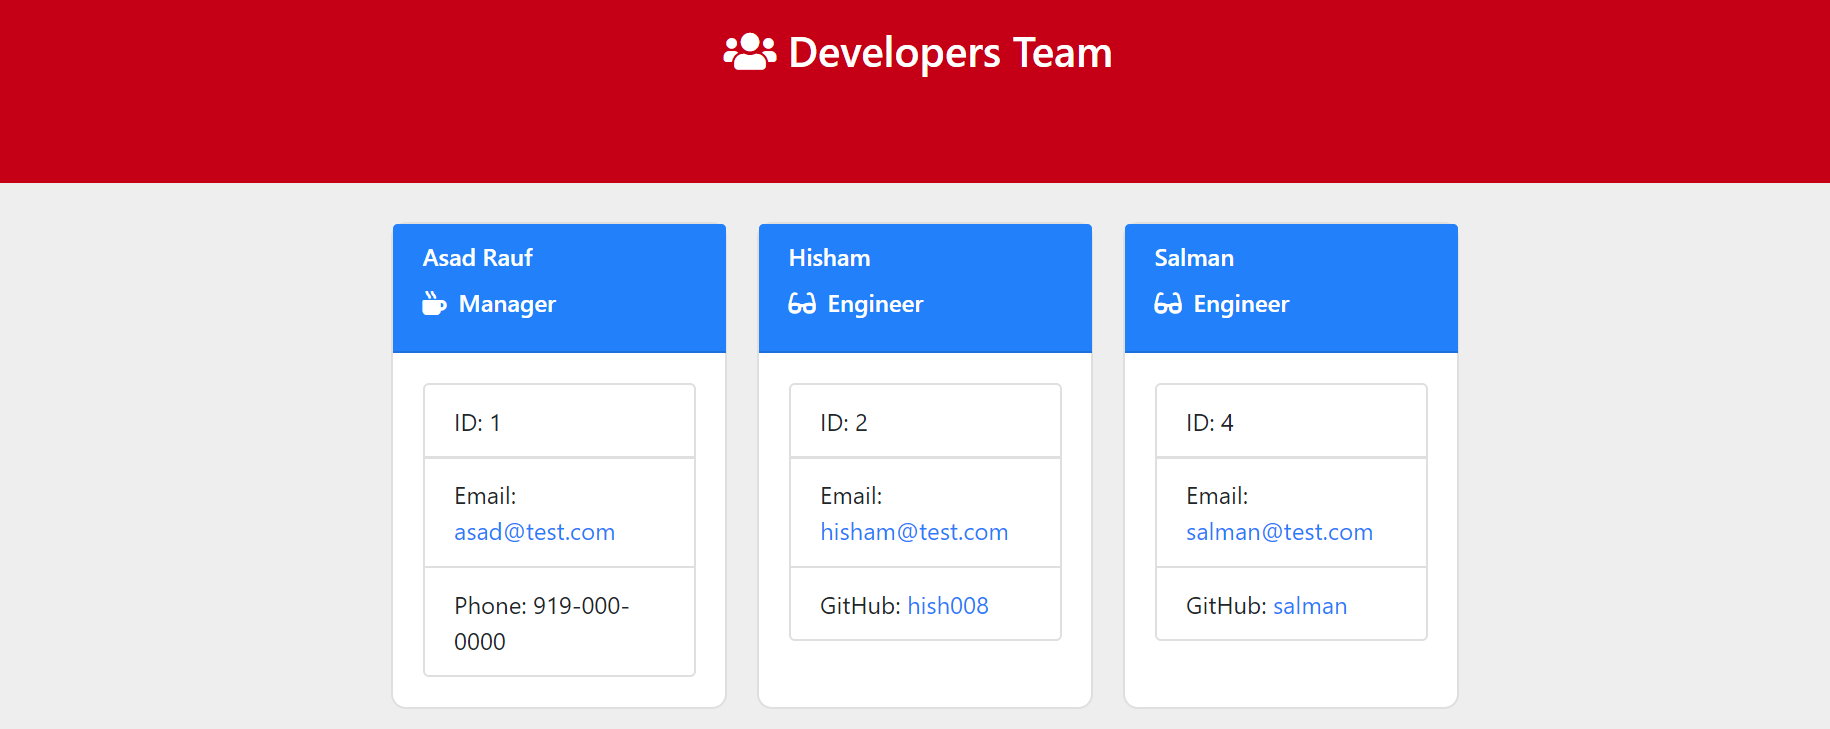 Developers Team
Asad Rauf
Manager
ID: 1
Email:
asad@test.com
Phone: 919-000-
0000
Hisham
Engineer
ID: 2
Email:
hisham@test.com
GitHub: hish008
Salman
Engineer
ID: 4
Email:
salman@test.com
GitHub: salman